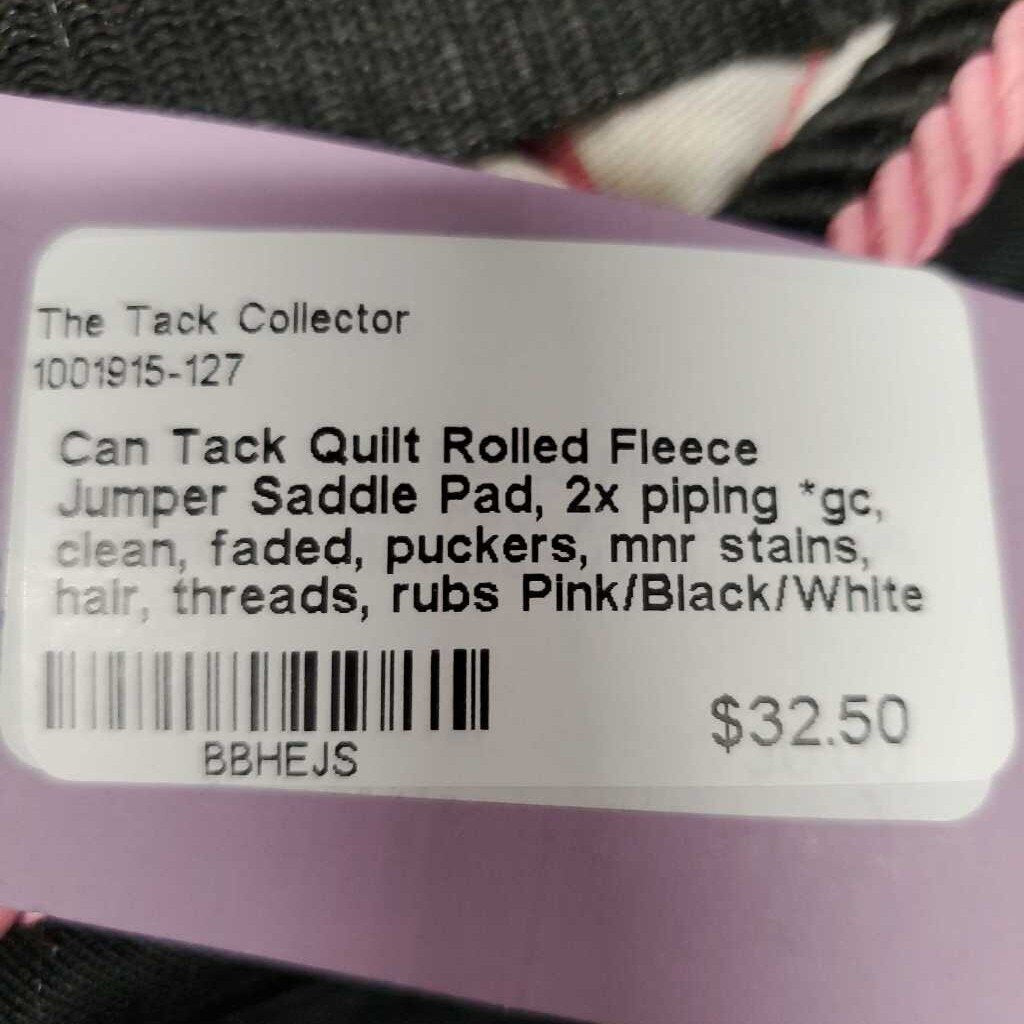 The Tack Collector
1001915-127
Can Tack Quilt Rolled Fleece
Jumper Saddle Pad, 2x piping *gc,
clean, faded, puckers, mnr stains,
hair, threads, rubs Pink/Black/White
BBHEJS
$32.50